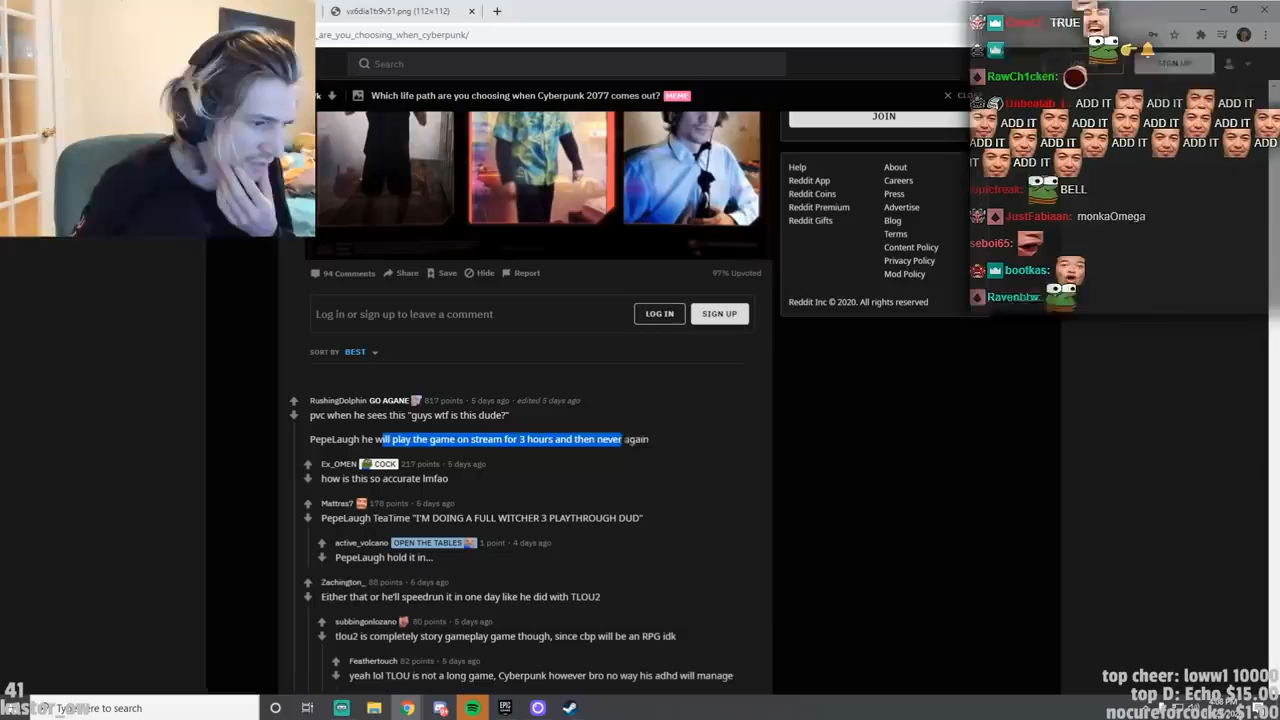 vx6dia1tr9v51.png (112×112)
_are_you_choosing_when_cyberpunk/
Search
SIGN UP
Which life path are you choosing when Cyberpunk 2077 comes out? MEME
JOIN
Help
About
Reddit App
Careers
Reddit Coins
Press
Reddit Premium
Advertise
Reddit Gifts
Blog
Terms
Content Policy
Privacy Policy
Mod Policy
Reddit Inc © 2020. All rights reserved
94 Comments
Share
Save
Hide
Report
97% Upvoted
Log in or sign up to leave a comment
LOG IN
SIGN UP
SORT BY BEST
RushingDolphin GO AGANE 817 points · 5 days ago · edited 5 days ago
pvc when he sees this "guys wtf is this dude?"
PepeLaugh he will play the game on stream for 3 hours and then never again
Ex_OMEN COCK 217 points · 5 days ago
how is this so accurate lmfao
Mattras7 178 points · 5 days ago
PepeLaugh TeaTime "I'M DOING A FULL WITCHER 3 PLAYTHROUGH DUD"
active_volcano OPEN THE TABLES 1 point · 4 days ago
PepeLaugh hold it in...
Zachington_ 88 points · 5 days ago
Either that or he'll speedrun it in one day like he did with TLOU2
subbingonlozano 80 points · 5 days ago
tlou2 is completely story gameplay game though, since cbp will be an RPG idk
Feathertouch 82 points · 5 days ago
yeah lol TLOU is not a long game, Cyberpunk however bro no way his adhd will manage
TRUE
RawCh1cken:
ADD IT ADD IT ADD IT
ADD IT ADD IT ADD IT ADD IT
ADD IT ADD IT ADD IT ADD IT
ADD IT
BELL
JustFabiaan: monkaOmega
seboi65:
bootkas:
41
Type here to search
top cheer: loww1 10000
top D: Echo $15.00
nocureforcocks: $1.00